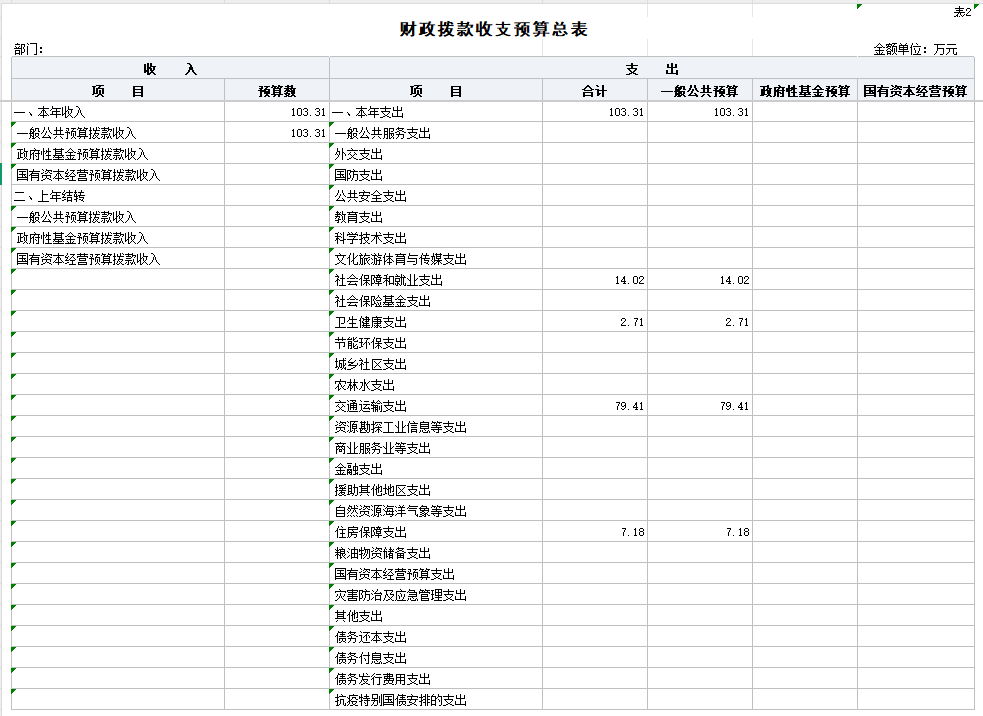 表2
财政拨款收支预算总表
部门： 金额单位：万元
收 入 支 出
项 目 预算数 项 目 合计 一般公共预算 政府性基金预算 国有资本经营预算
一、本年收入 103.31 一、本年支出 103.31 103.31
一般公共预算拨款收入 103.31 一般公共服务支出
政府性基金预算拨款收入 外交支出
国有资本经营预算拨款收入 国防支出
二、上年结转 公共安全支出
一般公共预算拨款收入 教育支出
政府性基金预算拨款收入 科学技术支出
国有资本经营预算拨款收入 文化旅游体育与传媒支出
社会保障和就业支出 14.02 14.02
社会保险基金支出
卫生健康支出 2.71 2.71
节能环保支出
城乡社区支出
农林水支出
交通运输支出 79.41 79.41
资源勘探工业信息等支出
商业服务业等支出
金融支出
援助其他地区支出
自然资源海洋气象等支出
住房保障支出 7.18 7.18
粮油物资储备支出
国有资本经营预算支出
灾害防治及应急管理支出
其他支出
债务还本支出
债务付息支出
债务发行费用支出
抗疫特别国债安排的支出